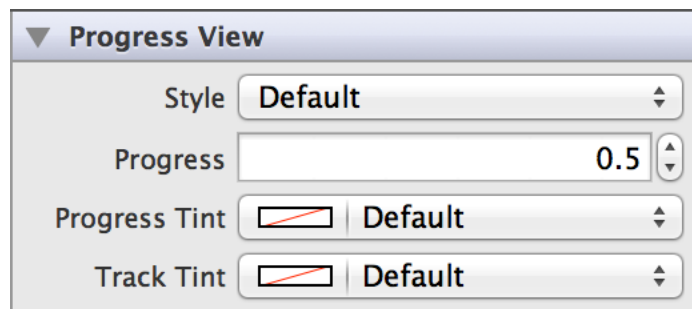 Progress View
Style Default
Progress 0.5
Progress Tint Default
Track Tint Default